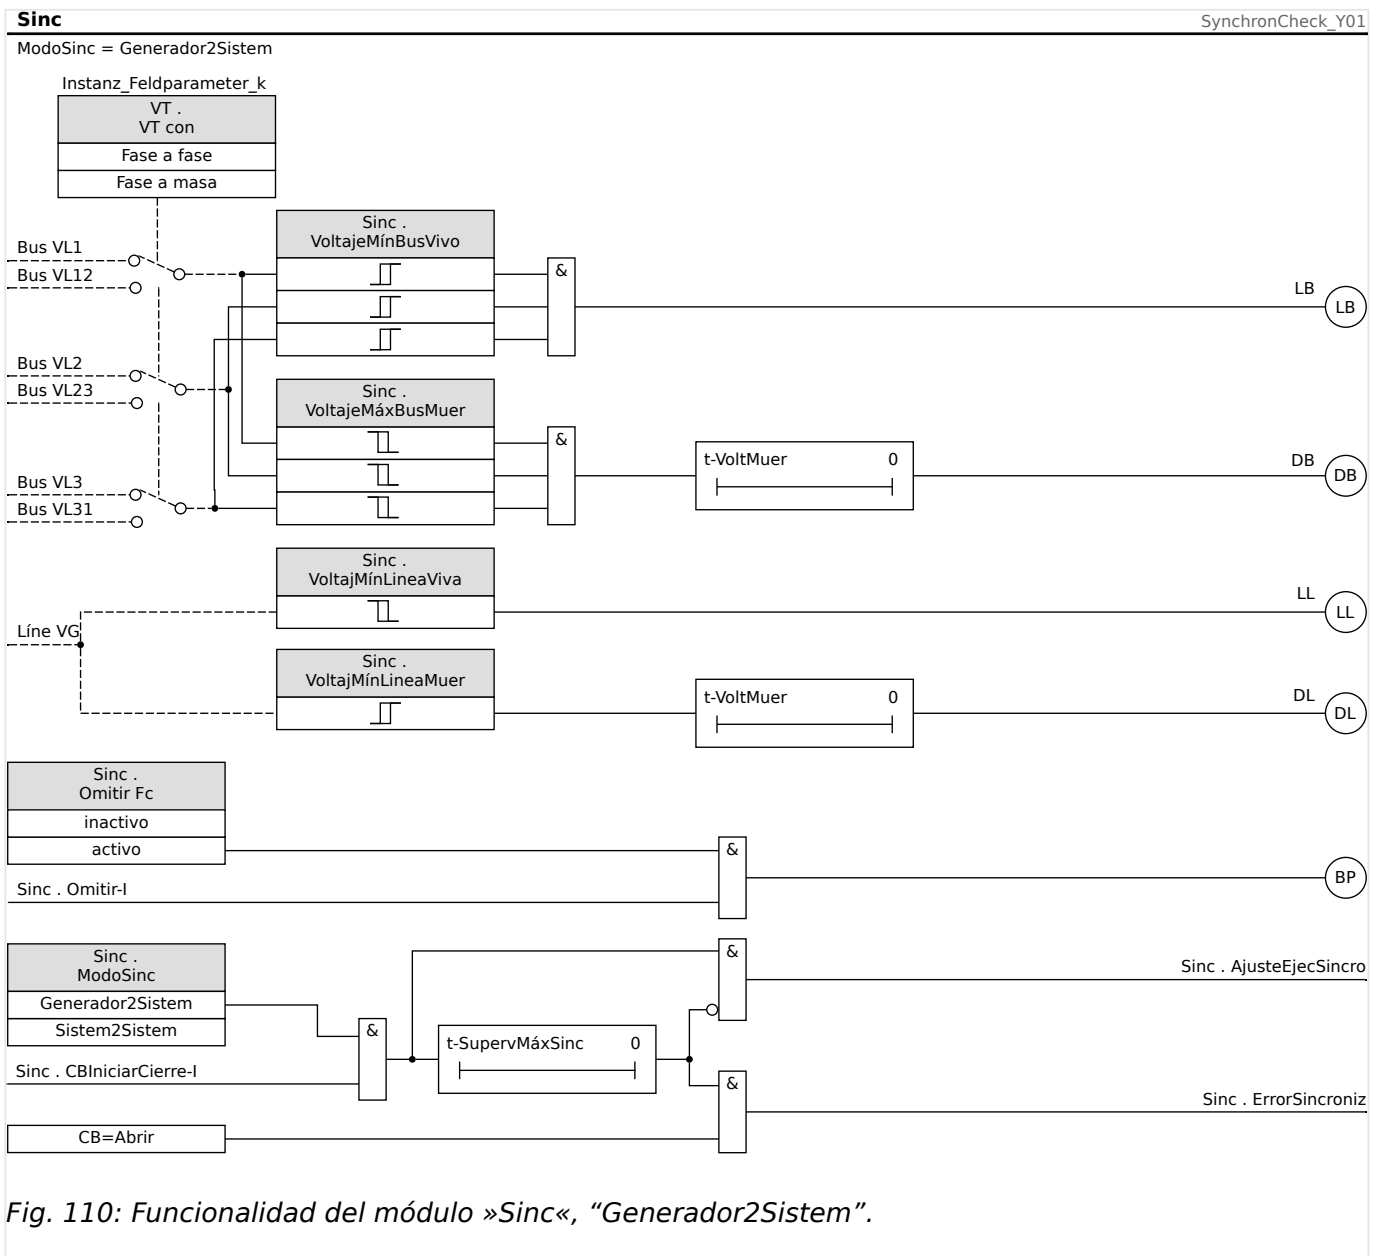 Sinc
SynchronCheck_Y01
ModoSinc = Generador2Sistem
Instanz_Feldparameter_k
VT .
VT con
Fase a fase
Fase a masa
Sinc .
VoltajeMínBusVivo
Bus VL1
Bus VL12
&
LB
LB
Bus VL2
Bus VL23
Sinc .
VoltajeMáxBusMuer
&
t-VoltMuer 0
DB
DB
Bus VL3
Bus VL31
Sinc .
VoltajMínLineaViva
LL
LL
Líne VG
Sinc .
VoltajMínLineaMuer
t-VoltMuer 0
DL
DL
Sinc .
Omitir Fc
inactivo
activo
&
BP
Sinc . Omitir-I
Sinc .
ModoSinc
Generador2Sistem
Sistem2Sistem
&
Sinc . AjusteEjecSincro
&
t-SupervMáxSinc 0
Sinc . CBIniciarCierre-I
&
Sinc . ErrorSincroniz
CB=Abrir
Fig. 110: Funcionalidad del módulo »Sinc«, “Generador2Sistem”.